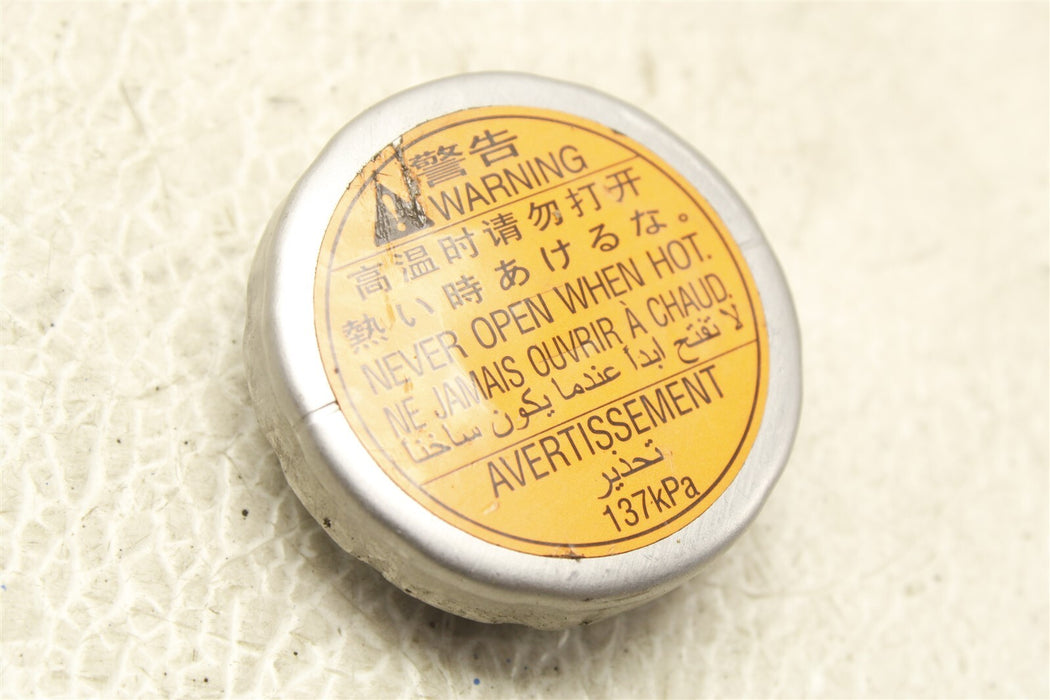 警告
WARNING
高温时请勿打开
熱い時あけるな。
NEVER OPEN WHEN HOT.
NE JAMAIS OUVRIR À CHAUD.
لا تفتح ابدأ عندما يكون ساخنا
AVERTISSEMENT
تحذير
137kPa